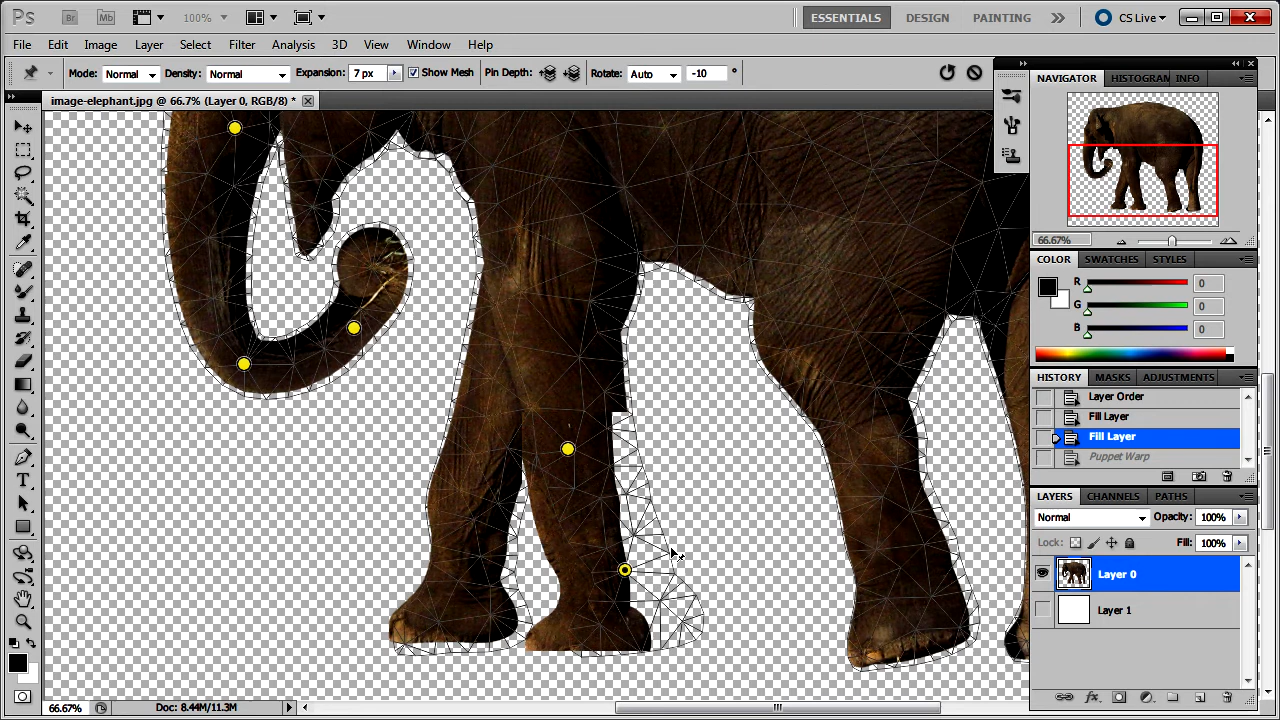 Ps Br Mb 100% ESSENTIALS DESIGN PAINTING CS Live
File Edit Image Layer Select Filter Analysis 3D View Window Help
Mode: Normal Density: Normal Expansion: 7 px Show Mesh Pin Depth: Rotate: Auto -10 °
image-elephant.jpg @ 66.7% (Layer 0, RGB/8) *
NAVIGATOR HISTOGRAM INFO
66.67%
COLOR SWATCHES STYLES
R 0
G 0
B 0
HISTORY MASKS ADJUSTMENTS
Layer Order
Fill Layer
Fill Layer
Puppet Warp
LAYERS CHANNELS PATHS
Normal Opacity: 100%
Lock: Fill: 100%
Layer 0
Layer 1
66.67% Doc: 8.44M/11.3M